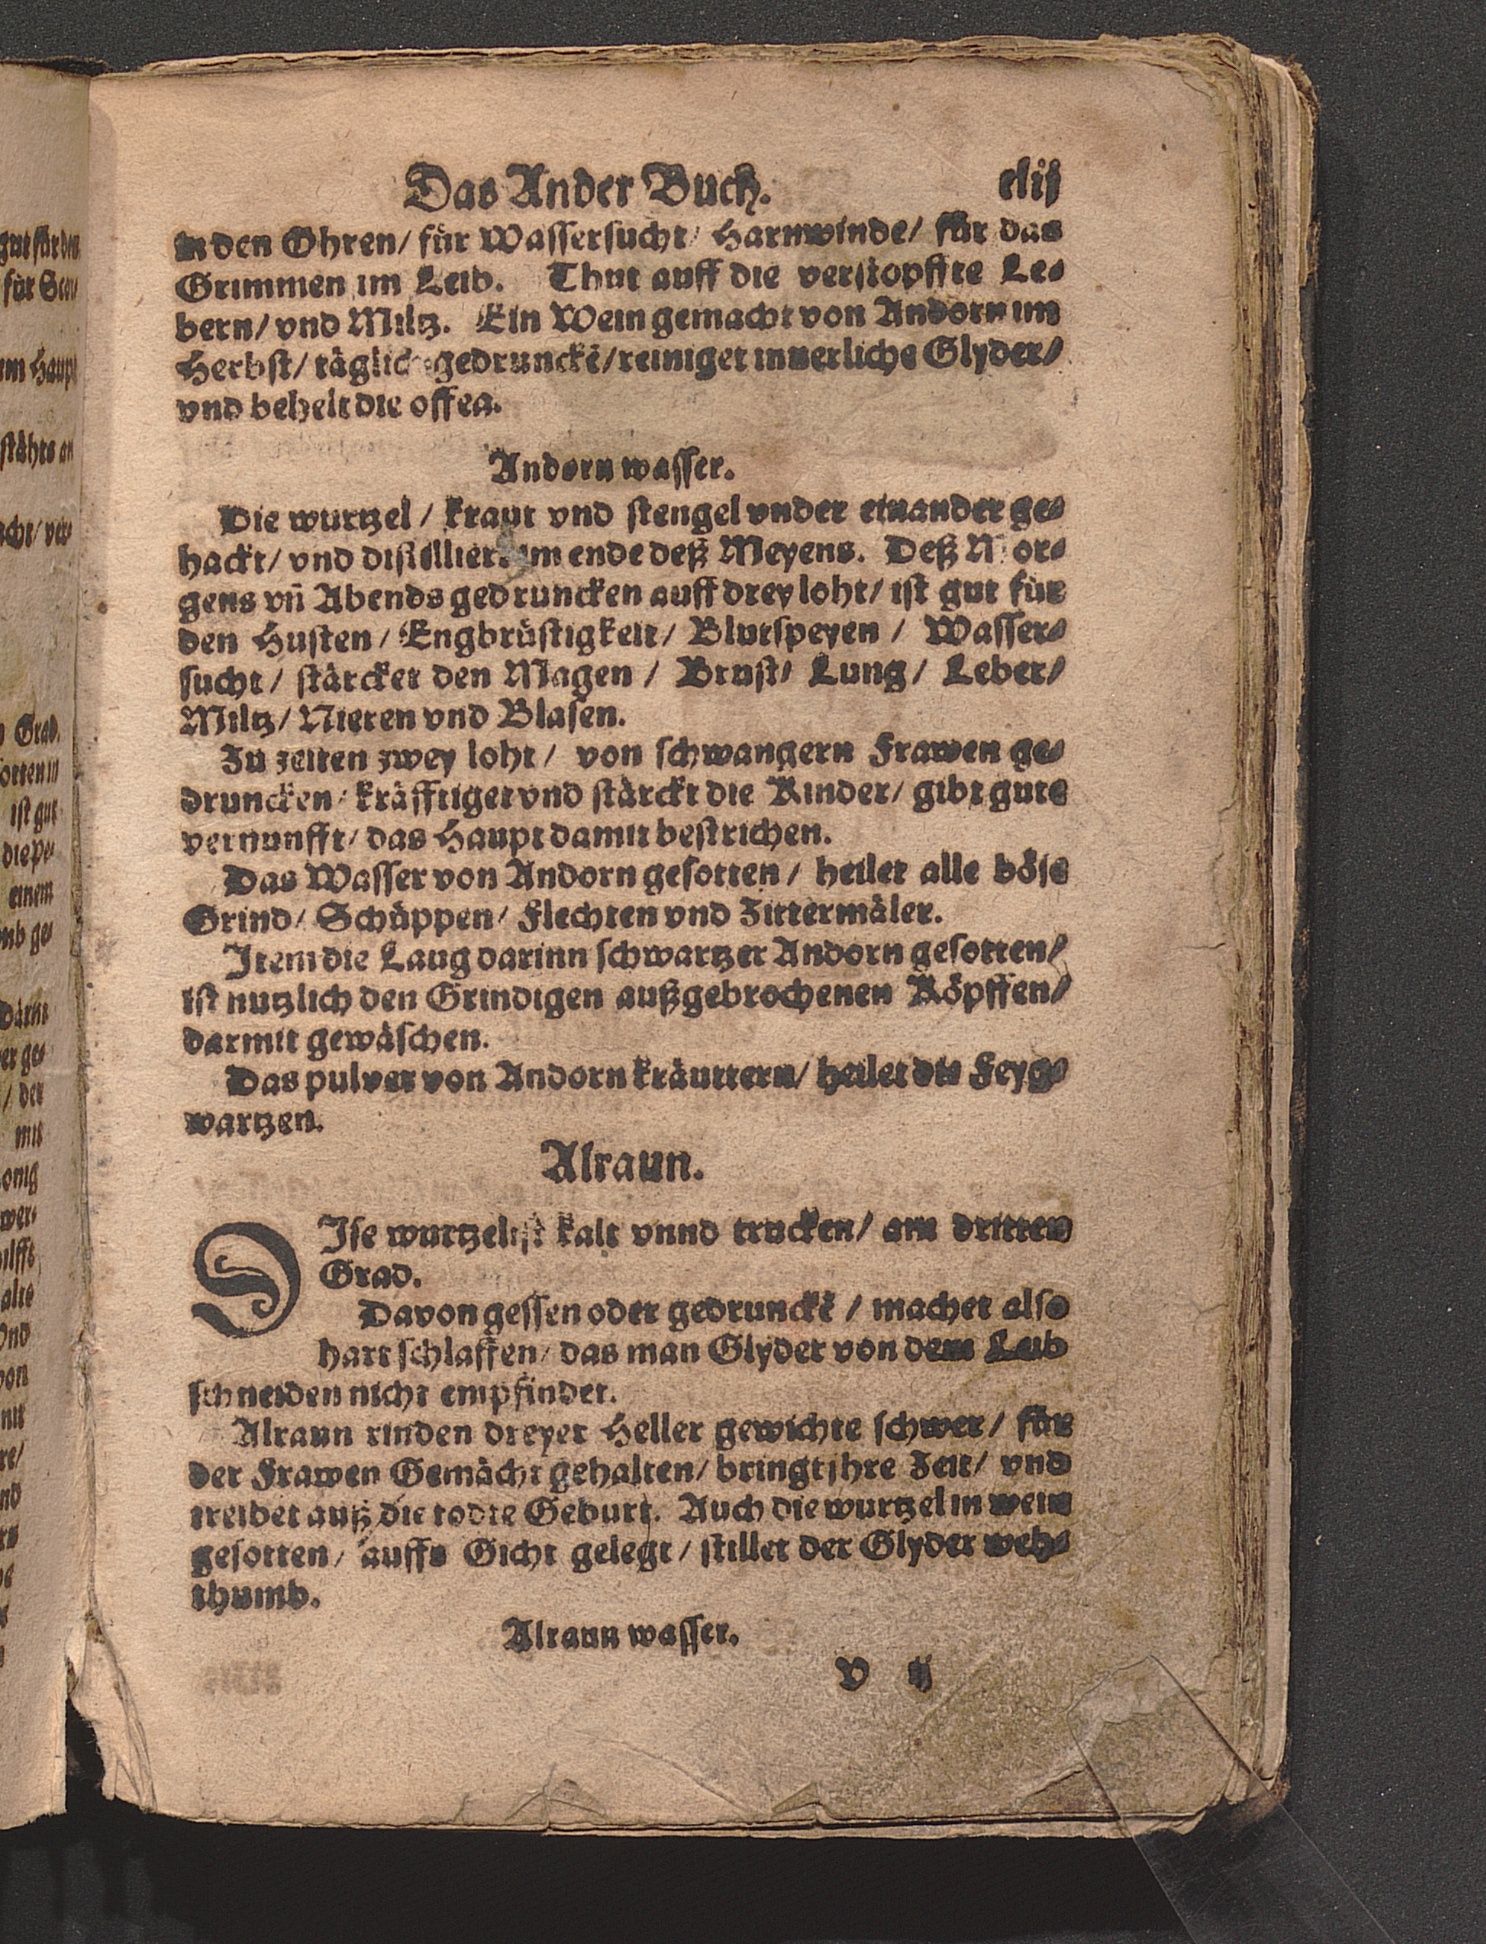 Das Ander Buch. clij
in den Ohren/ für Wassersucht/ Harnwinde/ für das
Grimmen im Leib. Thut auff die verstopffte Le⸗
bern/ vnd Miltz. Ein Wein gemacht von Andorn im
Herbst/ täglich gedrunckē/ reiniget innerliche Glyder/
vnd behelt die offen.
Andorn wasser.
Die wurtzel / kraut vnd stengel vnder einander ge⸗
hackt/ vnd distilliert im ende deß Meyens. Deß Mor⸗
gens vñ Abends gedruncken auff drey loht/ ist gut für
den Husten / Engbrüstigkeit/ Blutspeyen / Wasser⸗
sucht / stärcket den Magen / Brust/ Lung / Leber/
Miltz/ Nieren vnd Blasen.
Zu zeiten zwey loht / von schwangern Frawen ge⸗
druncken/ kräfftiget vnd stärckt die Kinder/ gibt gute
vernunfft/ das Haupt damit bestrichen.
Das Wasser von Andorn gesotten / heilet alle böse
Grind/ Schüppen/ Flechten vnd Zittermäler.
Item die Laug darinn schwartzer Andorn gesotten/
ist nutzlich den Grindigen außgebrochenen Köpffen/
darmit gewäschen.
Das pulver von Andorn kräuttern/ heilet die Feyg⸗
wartzen.
Alraun.
DIse wurtzel ist kalt vnnd trucken/ am dritten
Grad.
Davon gessen oder gedrunckē / machet also
hart schlaffen/ das man Glyder von dem Leib
schneiden nicht empfindet.
Alraun rinden dreyer Heller gewichte schwer/ für
der Frawen Gemächt gehalten/ bringt jhre Zeit/ vnd
treibet auß die todte Geburt. Auch die wurtzel in wein
gesotten/ auffs Gicht gelegt / stillet der Glyder weh⸗
thumb.
Alraun wasser.
V ij